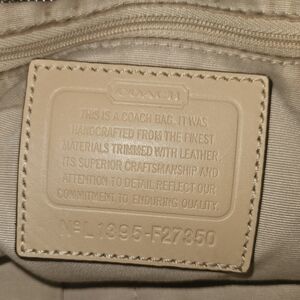 COACH
THIS IS A COACH BAG. IT WAS
HANDCRAFTED FROM THE FINEST
MATERIALS TRIMMED WITH LEATHER.
ITS SUPERIOR CRAFTSMANSHIP AND
ATTENTION TO DETAIL REFLECT OUR
COMMITMENT TO ENDURING QUALITY.
Nº L1395-F27350